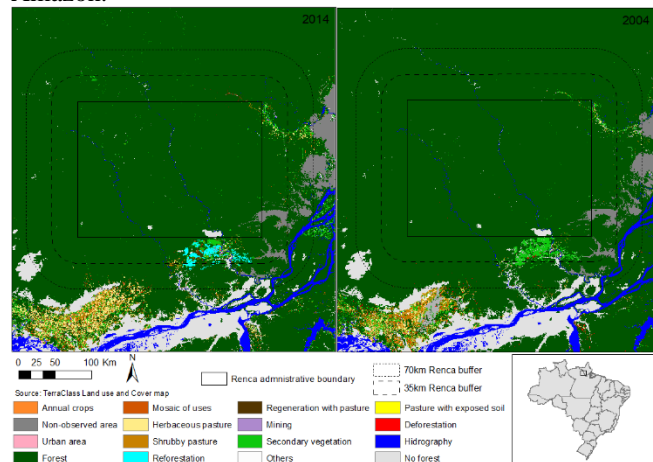 Amazon.
2014
2004
0 25 50 100 Km
N
Renca admnistrative boundary
70km Renca buffer
35km Renca buffer
Source: TerraClass Land use and Cover map
Annual crops
Mosaic of uses
Regeneration with pasture
Pasture with exposed soil
Non-observed area
Herbaceous pasture
Mining
Deforestation
Urban area
Shrubby pasture
Secondary vegetation
Hydrography
Forest
Reforestation
Others
No forest